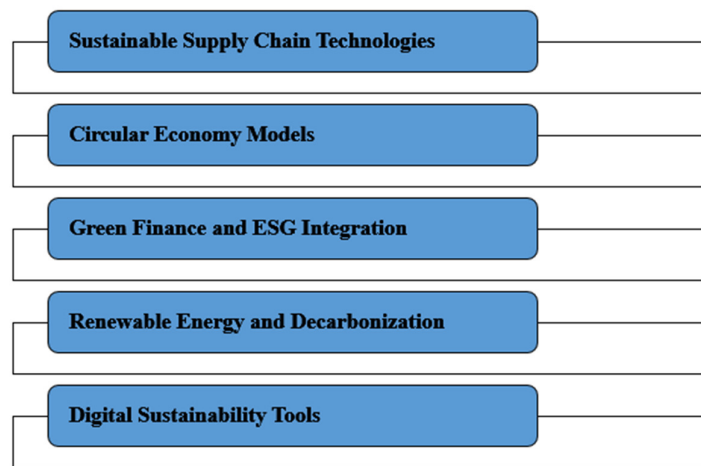 Sustainable Supply Chain Technologies
Circular Economy Models
Green Finance and ESG Integration
Renewable Energy and Decarbonization
Digital Sustainability Tools